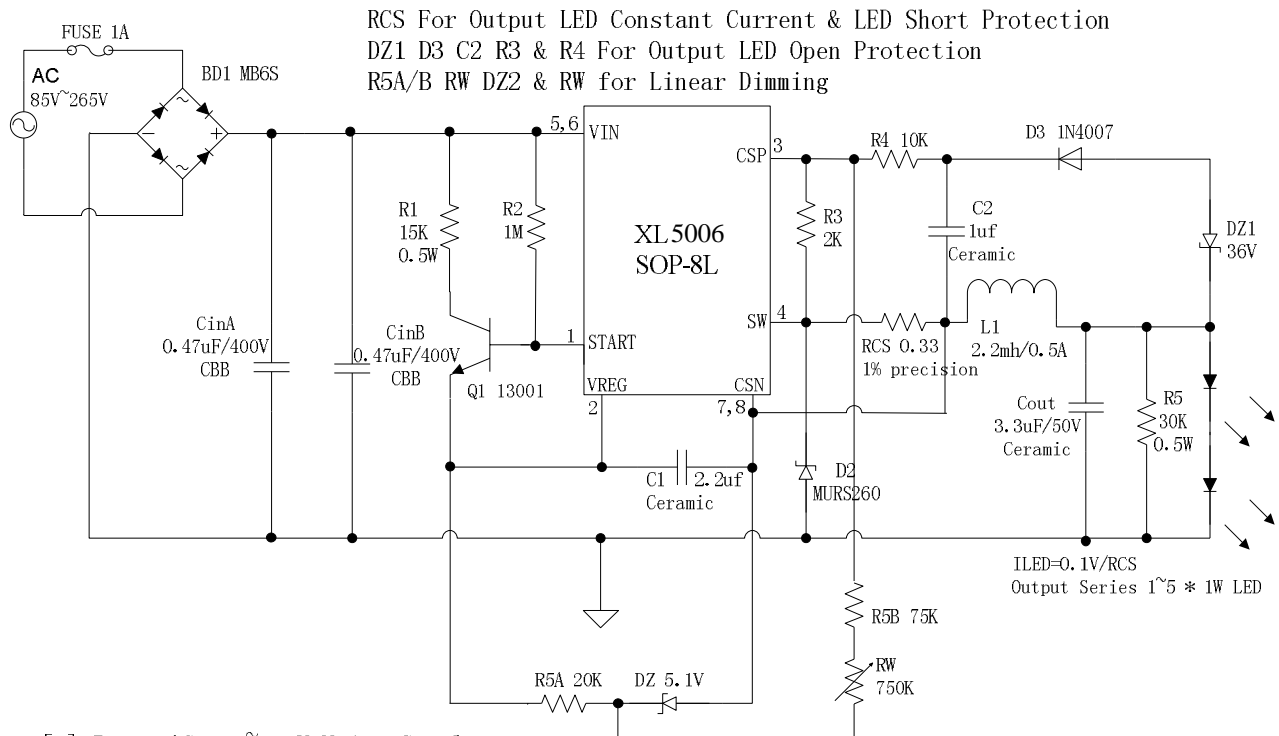 RCS For Output LED Constant Current & LED Short Protection
DZ1 D3 C2 R3 & R4 For Output LED Open Protection
R5A/B RW DZ2 & RW for Linear Dimming
FUSE 1A
AC
85V~265V
BD1 MB6S
~
~
-
+
5,6
VIN
CSP
3
R4 10K
D3 1N4007
R1
15K
0.5W
R2
1M
XL5006
SOP-8L
R3
2K
C2
1uf
Ceramic
DZ1
36V
CinA
0.47uF/400V
CBB
CinB
0.47uF/400V
CBB
1
START
SW
4
RCS 0.33
1% precision
L1
2.2mh/0.5A
Q1 13001
VREG
2
CSN
7,8
Cout
3.3uF/50V
Ceramic
R5
30K
0.5W
C1
2.2uf
Ceramic
D2
MURS260
ILED=0.1V/RCS
Output Series 1~5 * 1W LED
R5B 75K
RW
750K
R5A 20K
DZ 5.1V